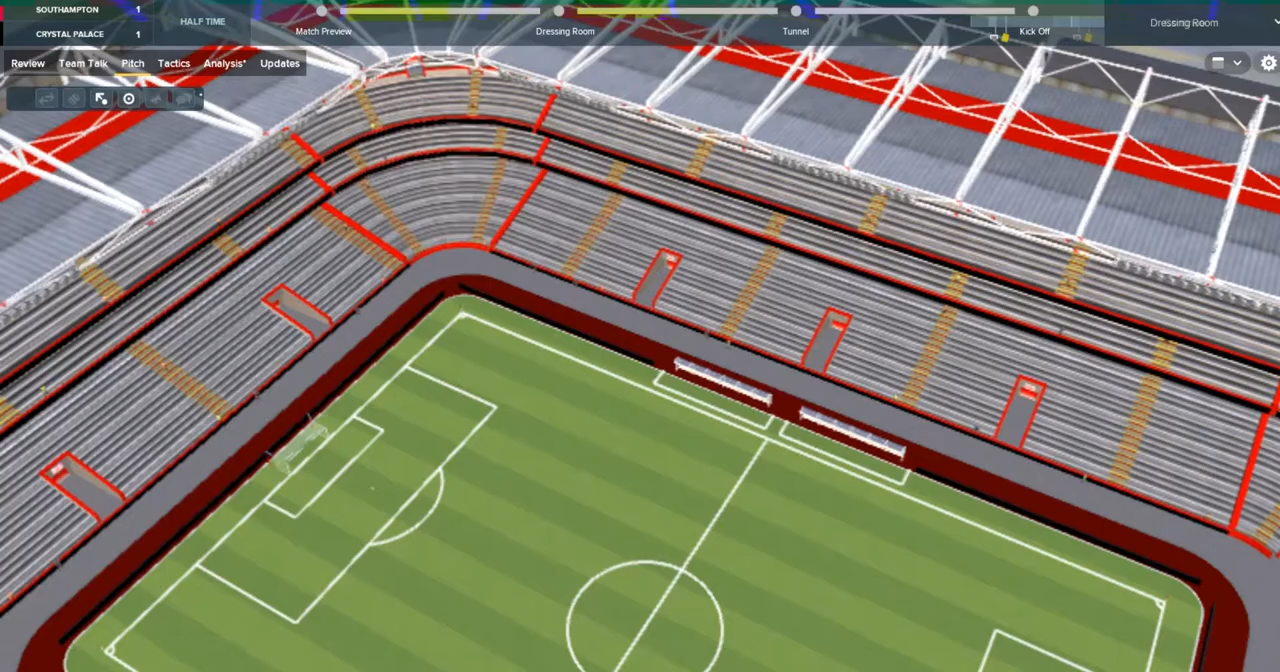 SOUTHAMPTON 1
HALF TIME
CRYSTAL PALACE 1
Match Preview
Dressing Room
Tunnel
Kick Off
Dressing Room
Review Team Talk Pitch Tactics Analysis* Updates